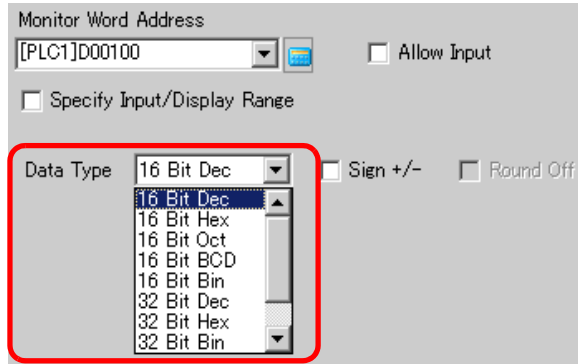 Monitor Word Address
[PLC1]D00100
Allow Input
Specify Input/Display Range
Data Type 16 Bit Dec Sign +/- Round Off
16 Bit Dec
16 Bit Hex
16 Bit Oct
16 Bit BCD
16 Bit Bin
32 Bit Dec
32 Bit Hex
32 Bit Bin